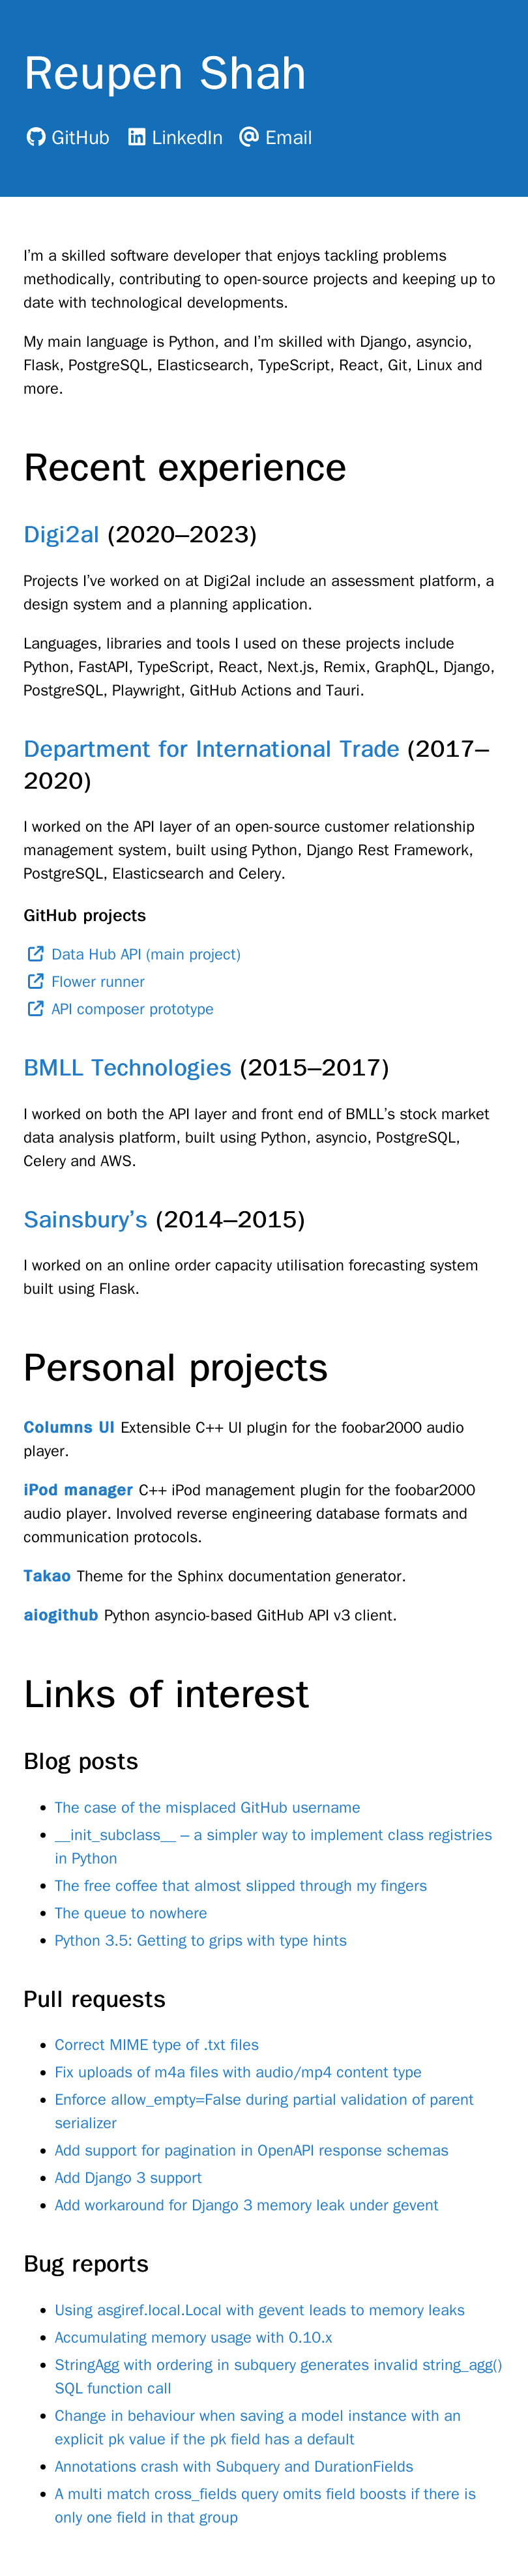 Reupen Shah
GitHub LinkedIn Email
I’m a skilled software developer that enjoys tackling problems
methodically, contributing to open-source projects and keeping up to
date with technological developments.
My main language is Python, and I’m skilled with Django, asyncio,
Flask, PostgreSQL, Elasticsearch, TypeScript, React, Git, Linux and
more.
Recent experience
Digi2al (2020–2023)
Projects I’ve worked on at Digi2al include an assessment platform, a
design system and a planning application.
Languages, libraries and tools I used on these projects include
Python, FastAPI, TypeScript, React, Next.js, Remix, GraphQL, Django,
PostgreSQL, Playwright, GitHub Actions and Tauri.
Department for International Trade (2017–
2020)
I worked on the API layer of an open-source customer relationship
management system, built using Python, Django Rest Framework,
PostgreSQL, Elasticsearch and Celery.
GitHub projects
Data Hub API (main project)
Flower runner
API composer prototype
BMLL Technologies (2015–2017)
I worked on both the API layer and front end of BMLL’s stock market
data analysis platform, built using Python, asyncio, PostgreSQL,
Celery and AWS.
Sainsbury’s (2014–2015)
I worked on an online order capacity utilisation forecasting system
built using Flask.
Personal projects
Columns UI Extensible C++ UI plugin for the foobar2000 audio
player.
iPod manager C++ iPod management plugin for the foobar2000
audio player. Involved reverse engineering database formats and
communication protocols.
Takao Theme for the Sphinx documentation generator.
aiogithub Python asyncio-based GitHub API v3 client.
Links of interest
Blog posts
• The case of the misplaced GitHub username
• __init_subclass__ – a simpler way to implement class registries
in Python
• The free coffee that almost slipped through my fingers
• The queue to nowhere
• Python 3.5: Getting to grips with type hints
Pull requests
• Correct MIME type of .txt files
• Fix uploads of m4a files with audio/mp4 content type
• Enforce allow_empty=False during partial validation of parent
serializer
• Add support for pagination in OpenAPI response schemas
• Add Django 3 support
• Add workaround for Django 3 memory leak under gevent
Bug reports
• Using asgiref.local.Local with gevent leads to memory leaks
• Accumulating memory usage with 0.10.x
• StringAgg with ordering in subquery generates invalid string_agg()
SQL function call
• Change in behaviour when saving a model instance with an
explicit pk value if the pk field has a default
• Annotations crash with Subquery and DurationFields
• A multi match cross_fields query omits field boosts if there is
only one field in that group